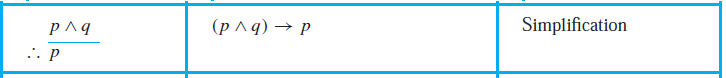 p ∧ q
∴ p
(p ∧ q) → p
Simplification